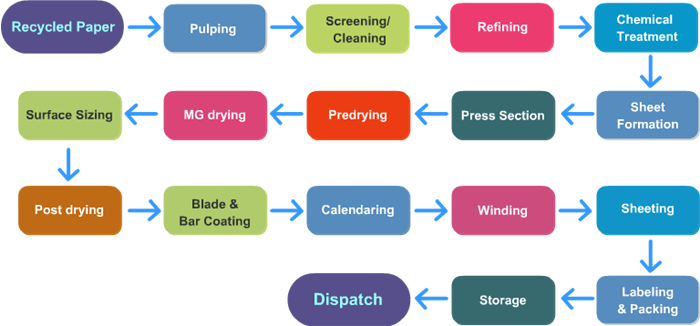 Recycled Paper
Pulping
Screening/
Cleaning
Refining
Chemical
Treatment
Sheet
Formation
Press Section
Predrying
MG drying
Surface Sizing
Post drying
Blade &
Bar Coating
Calendaring
Winding
Sheeting
Labeling
& Packing
Storage
Dispatch